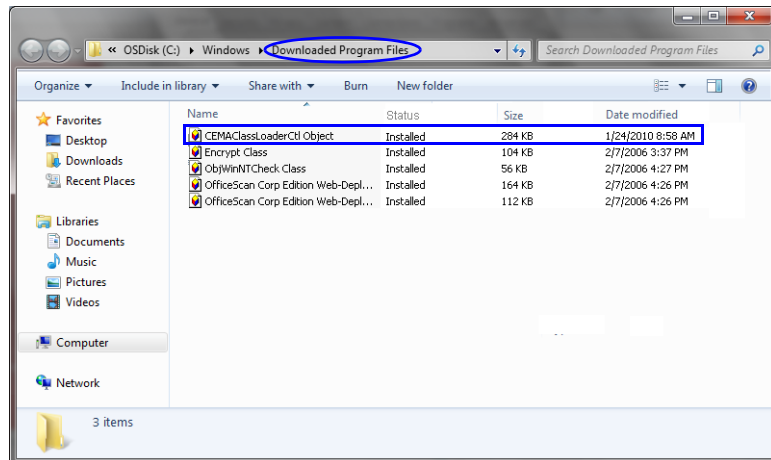 « OSDisk (C:) ▸ Windows ▸ Downloaded Program Files
Search Downloaded Program Files
Organize ▾ Include in library ▾ Share with ▾ Burn New folder
Favorites
Desktop
Downloads
Recent Places
Libraries
Documents
Music
Pictures
Videos
Computer
Network
Name Status Size Date modified
CEMAClassLoaderCtl Object Installed 284 KB 1/24/2010 8:58 AM
Encrypt Class Installed 104 KB 2/7/2006 3:37 PM
ObjWinNTCheck Class Installed 56 KB 2/7/2006 4:27 PM
OfficeScan Corp Edition Web-Depl... Installed 164 KB 2/7/2006 4:26 PM
OfficeScan Corp Edition Web-Depl... Installed 112 KB 2/7/2006 4:26 PM
3 items